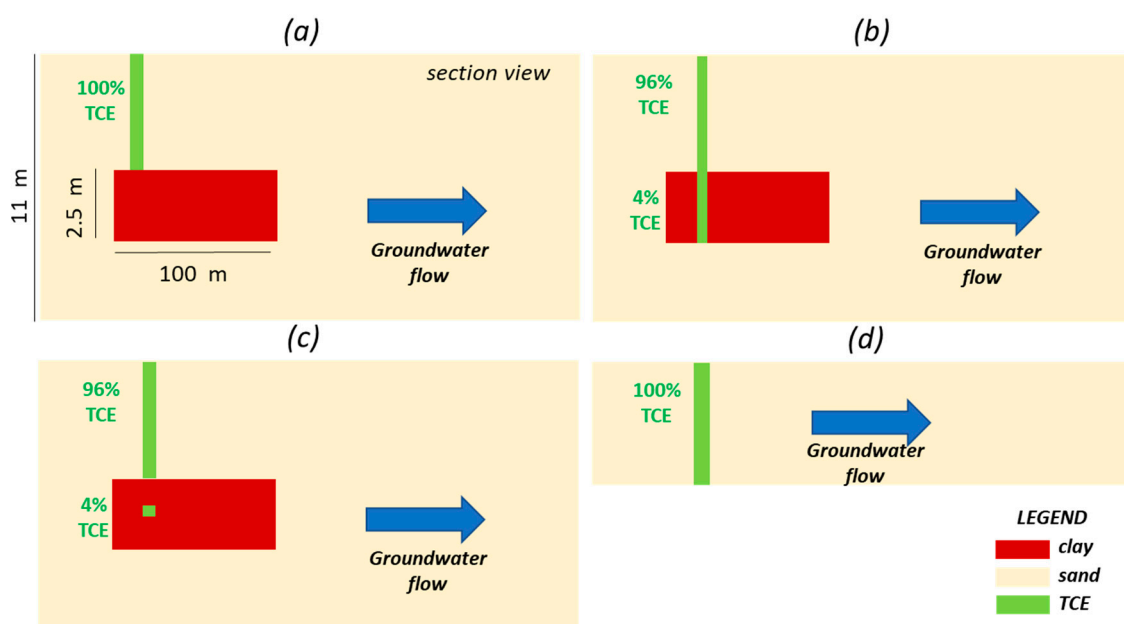 (a)
section view
100%
TCE
11 m
2.5 m
100 m
Groundwater
flow
(b)
96%
TCE
4%
TCE
Groundwater
flow
(c)
96%
TCE
4%
TCE
Groundwater
flow
(d)
100%
TCE
Groundwater
flow
LEGEND
clay
sand
TCE